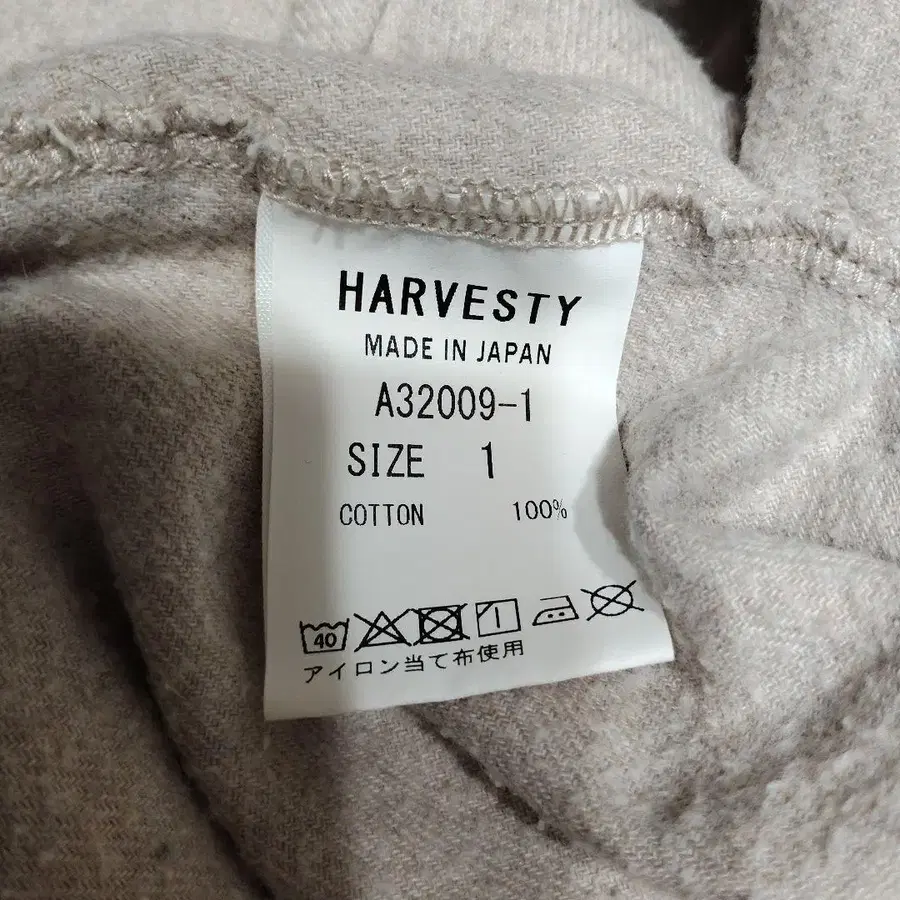 HARVESTY
MADE IN JAPAN
A32009-1
SIZE 1
COTTON 100%
40
アイロン当て布使用